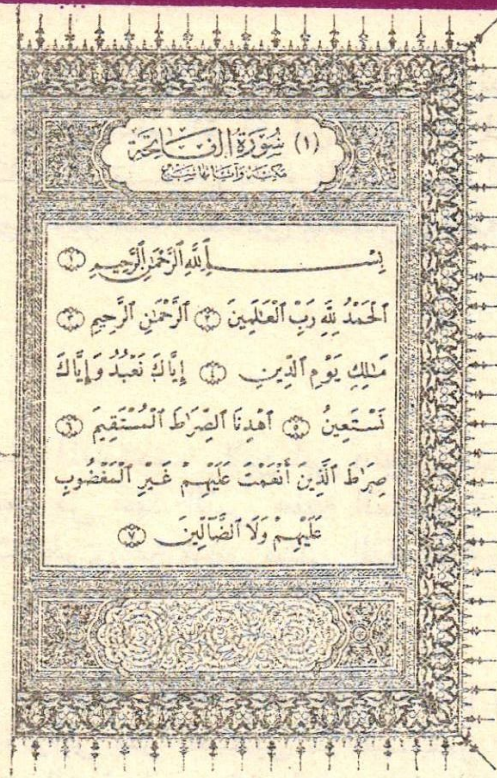 (١) سُورَةُ الفَاتِحَةِ
مَكِّيَّة وَآيَاتُهَا سَبْع
بِسْمِ اللَّهِ الرَّحْمَٰنِ الرَّحِيمِ ١
الْحَمْدُ لِلَّهِ رَبِّ الْعَالَمِينَ ٢ الرَّحْمَٰنِ الرَّحِيمِ ٣
مَالِكِ يَوْمِ الدِّينِ ٤ إِيَّاكَ نَعْبُدُ وَإِيَّاكَ
نَسْتَعِينُ ٥ اهْدِنَا الصِّرَاطَ الْمُسْتَقِيمَ ٦
صِرَاطَ الَّذِينَ أَنْعَمْتَ عَلَيْهِمْ غَيْرِ الْمَغْضُوبِ
عَلَيْهِمْ وَلَا الضَّالِّينَ ٧